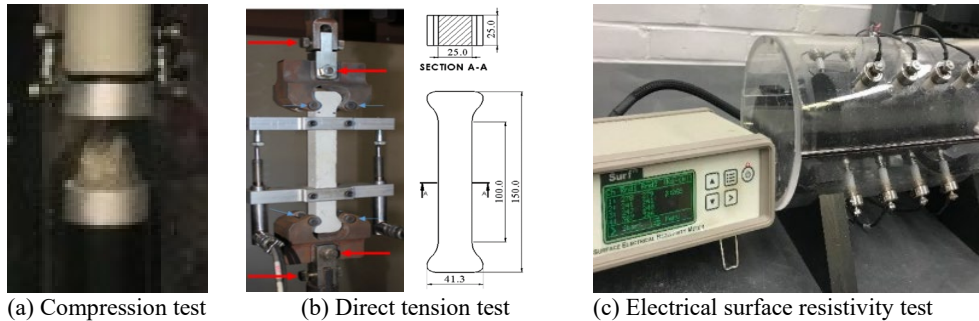 25.0
25.0
SECTION A-A
A
A
100.0
150.0
41.3
Surf
SURFACE ELECTRICAL RESISTIVITY METER
(a) Compression test
(b) Direct tension test
(c) Electrical surface resistivity test